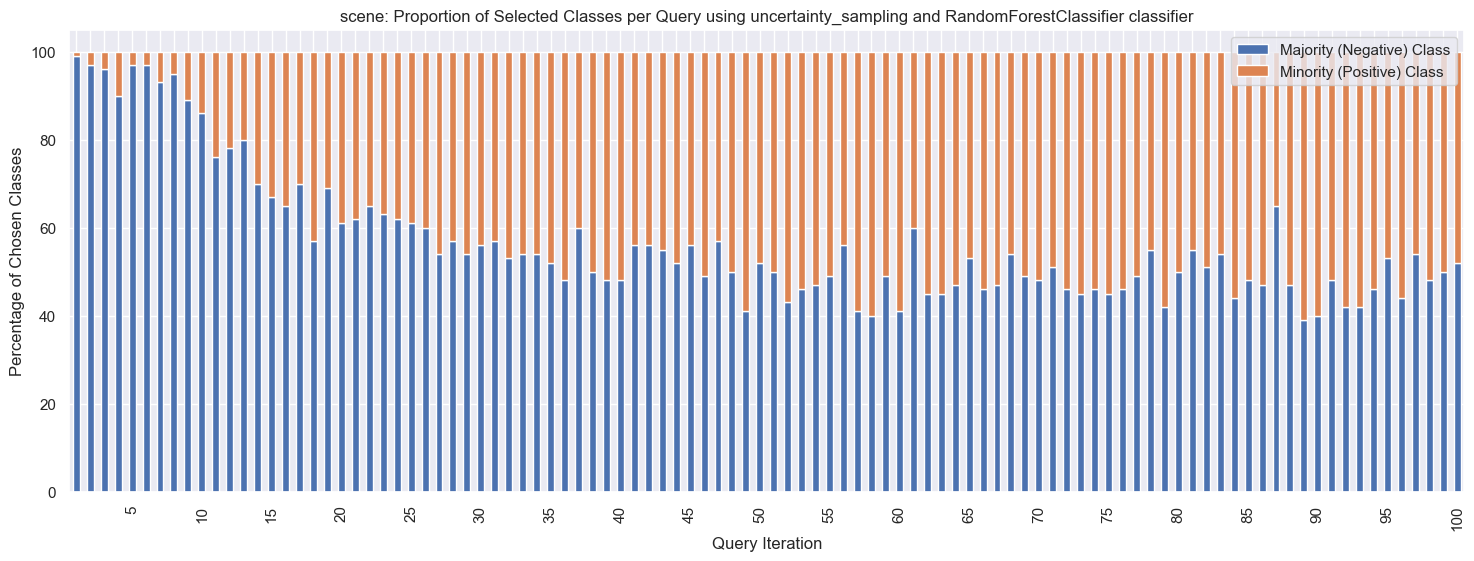 scene: Proportion of Selected Classes per Query using uncertainty_sampling and RandomForestClassifier classifier
Majority (Negative) Class
Minority (Positive) Class
Percentage of Chosen Classes
100
80
60
40
20
0
5 10 15 20 25 30 35 40 45 50 55 60 65 70 75 80 85 90 95 100
Query Iteration